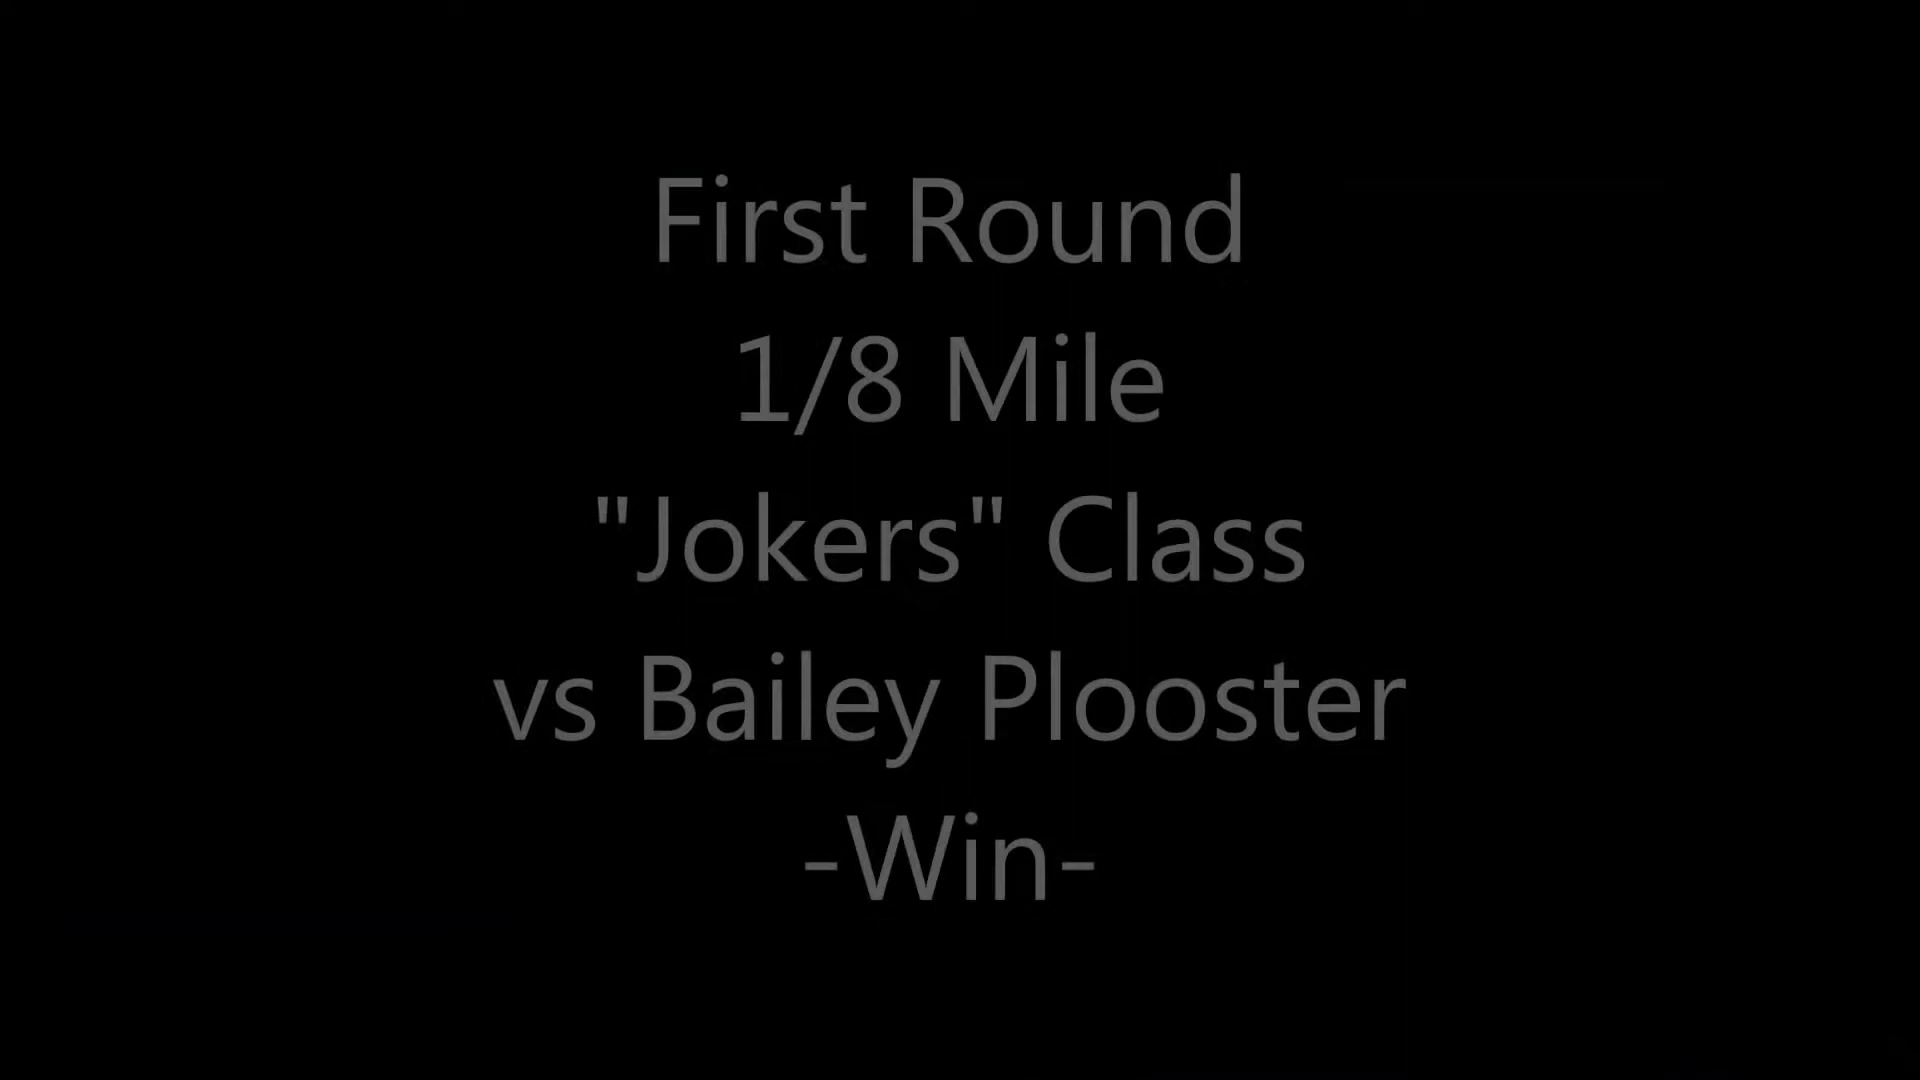 First Round
1/8 Mile
"Jokers" Class
vs Bailey Plooster
-Win-